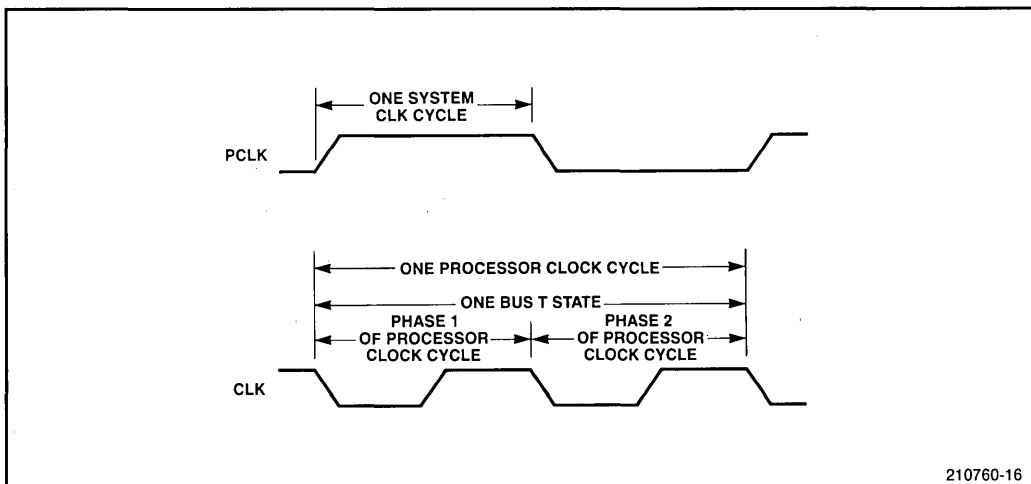 ONE SYSTEM
CLK CYCLE
PCLK
ONE PROCESSOR CLOCK CYCLE
ONE BUS T STATE
PHASE 1
OF PROCESSOR
CLOCK CYCLE
PHASE 2
OF PROCESSOR
CLOCK CYCLE
CLK
210760-16